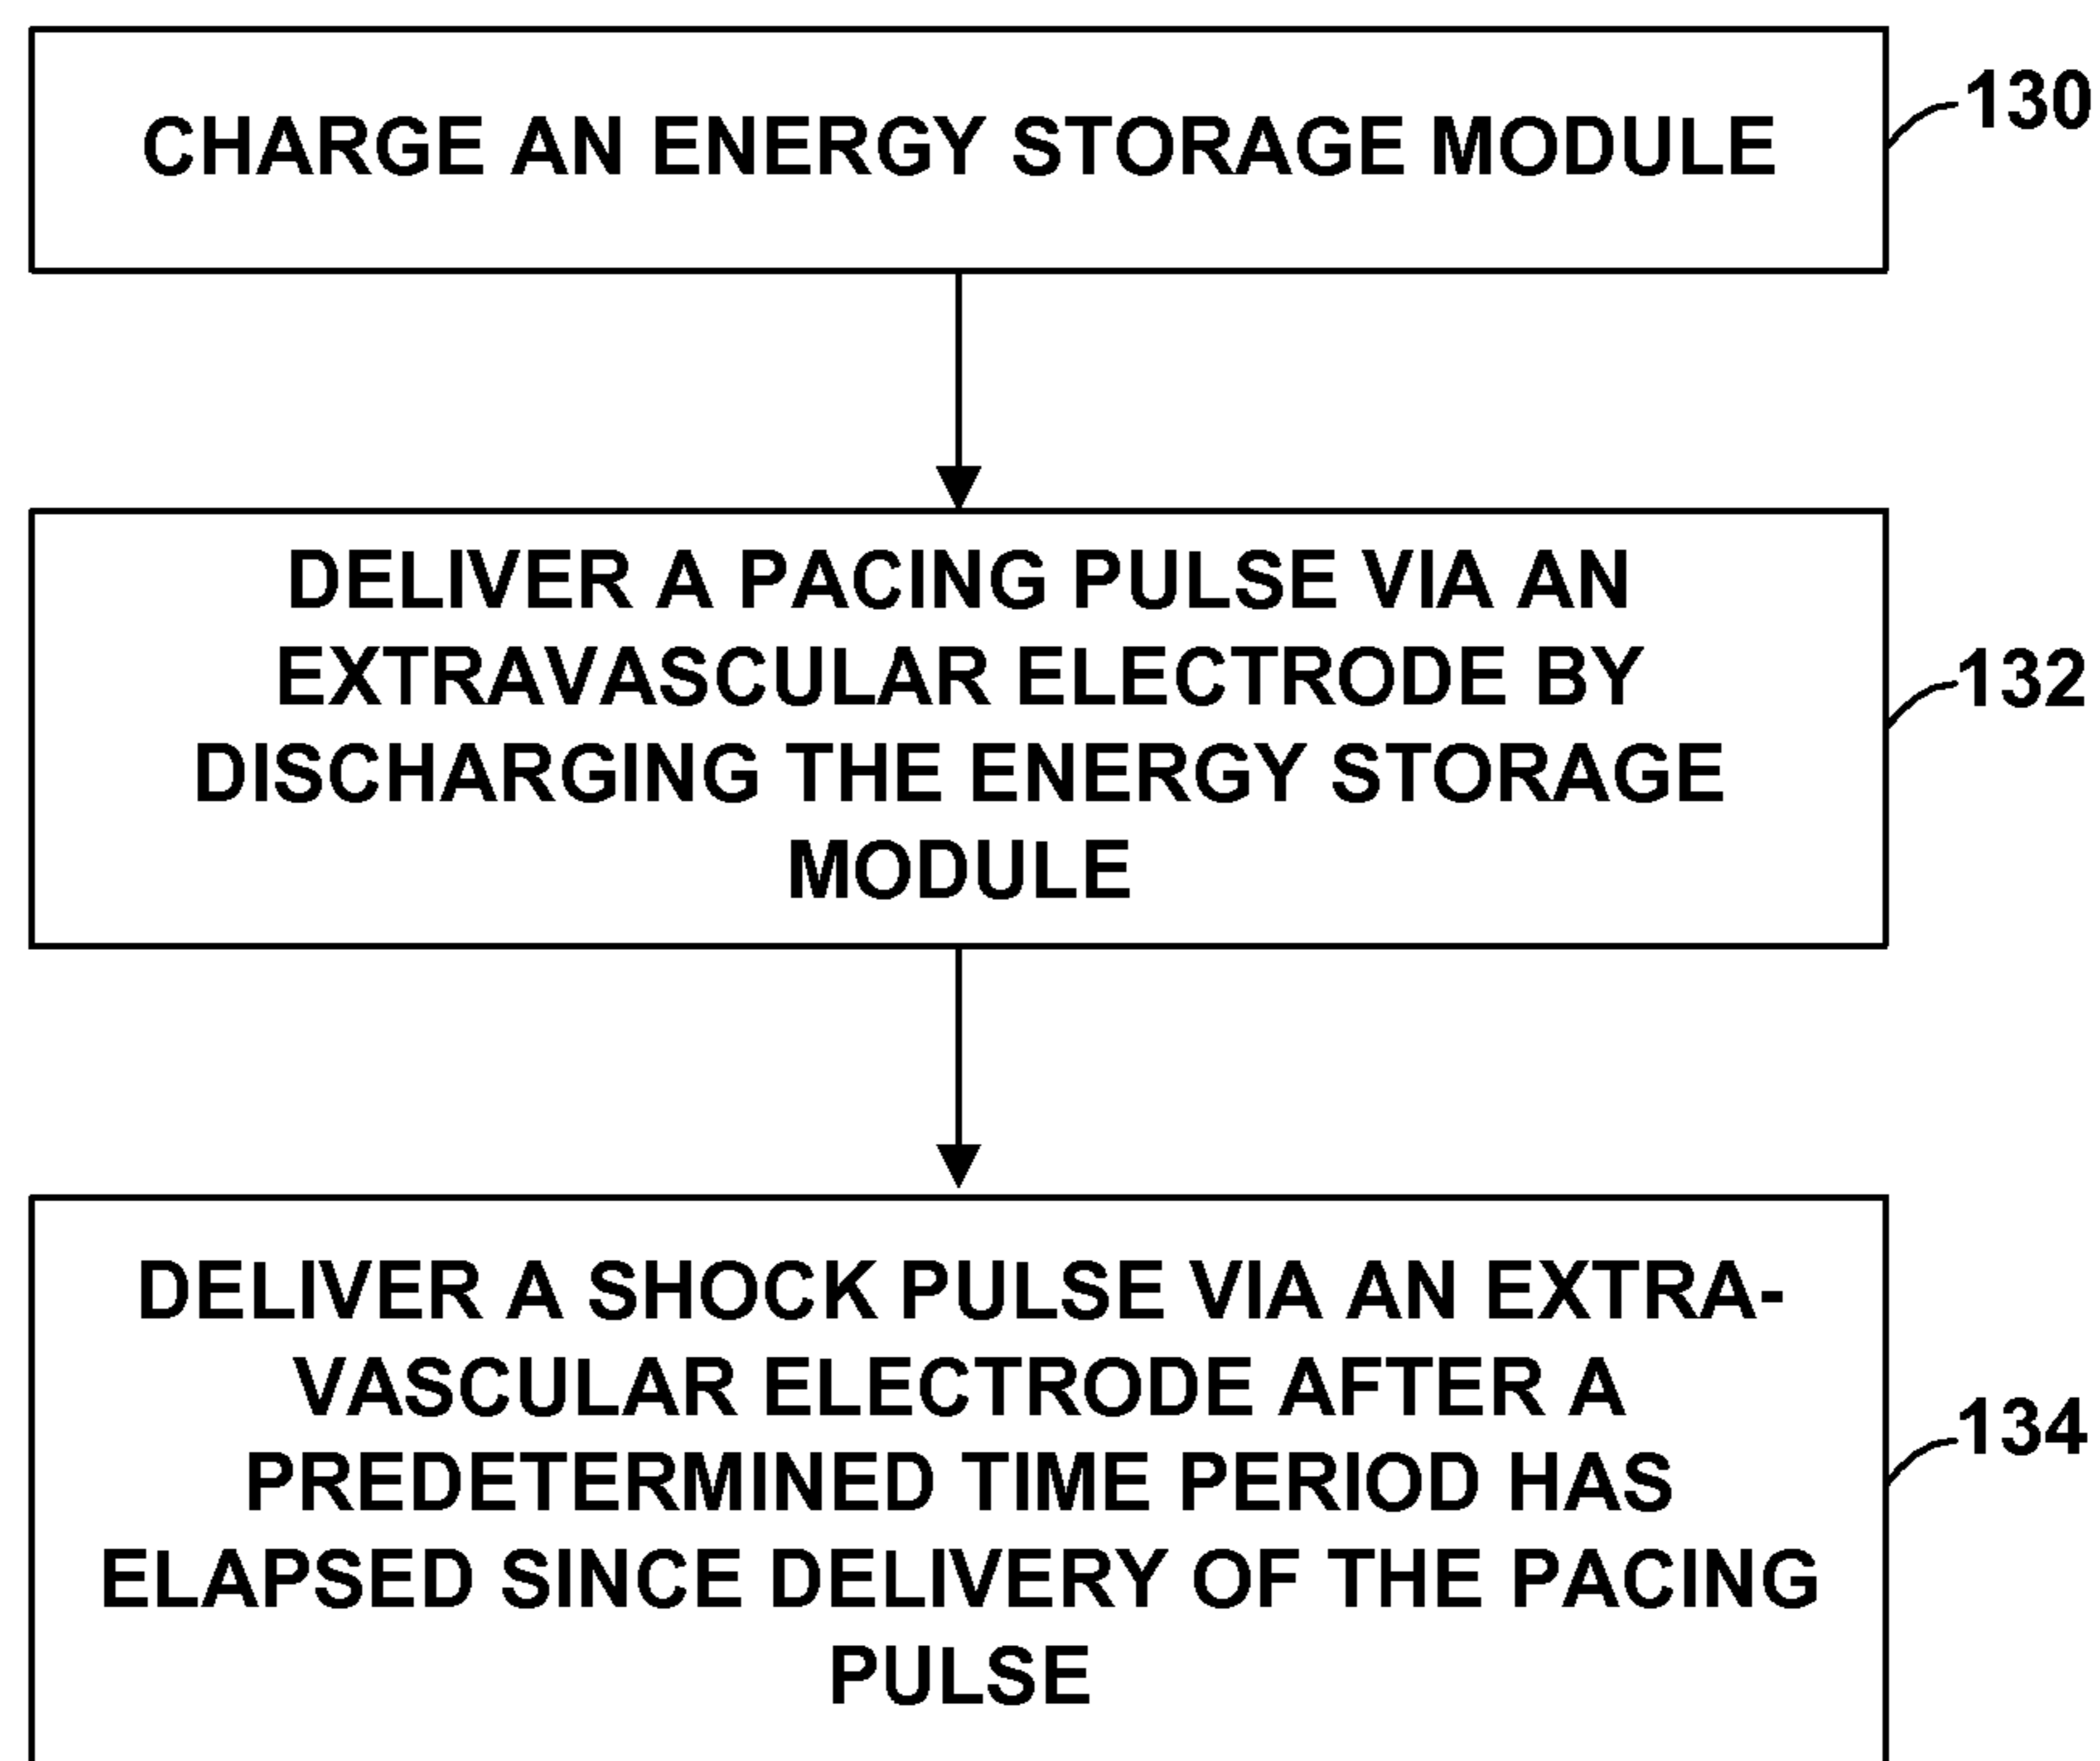 CHARGE AN ENERGY STORAGE MODULE
130
DELIVER A PACING PULSE VIA AN
EXTRAVASCULAR ELECTRODE BY
DISCHARGING THE ENERGY STORAGE
MODULE
132
DELIVER A SHOCK PULSE VIA AN EXTRA-
VASCULAR ELECTRODE AFTER A
PREDETERMINED TIME PERIOD HAS
ELAPSED SINCE DELIVERY OF THE PACING
PULSE
134